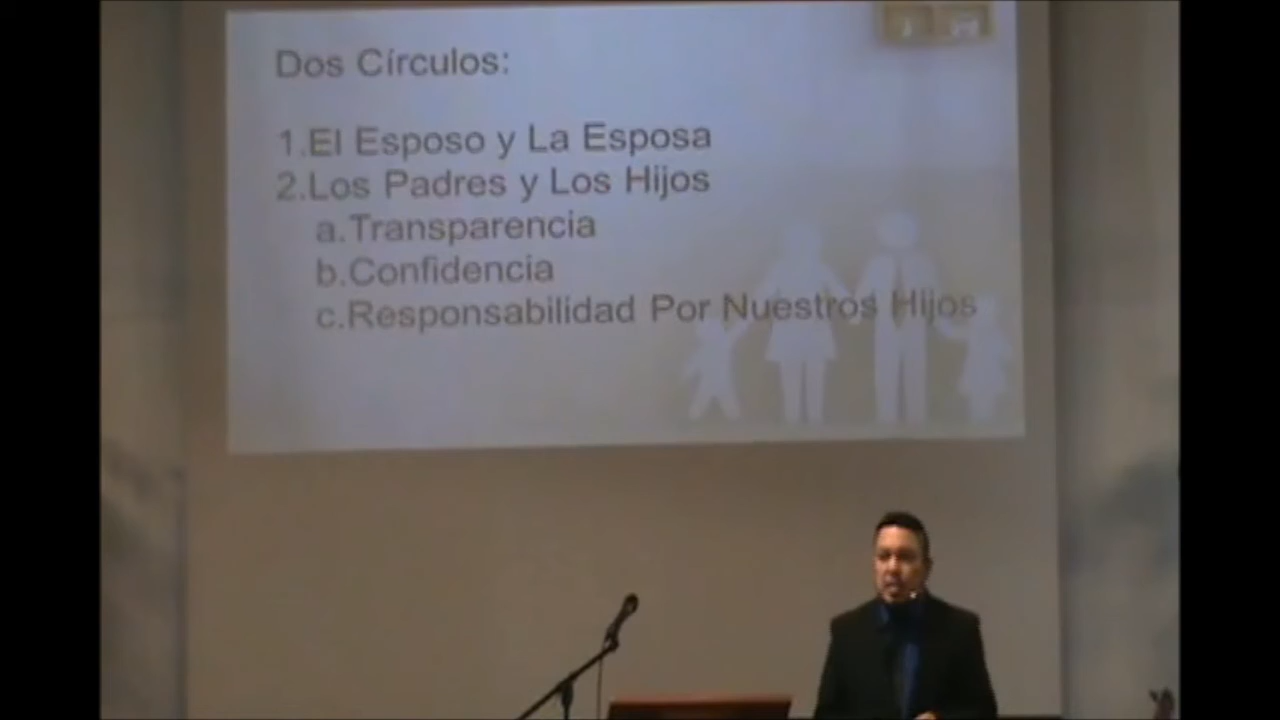 Dos Círculos:
1.El Esposo y La Esposa
2.Los Padres y Los Hijos
a.Transparencia
b.Confidencia
c.Responsabilidad Por Nuestros Hijos